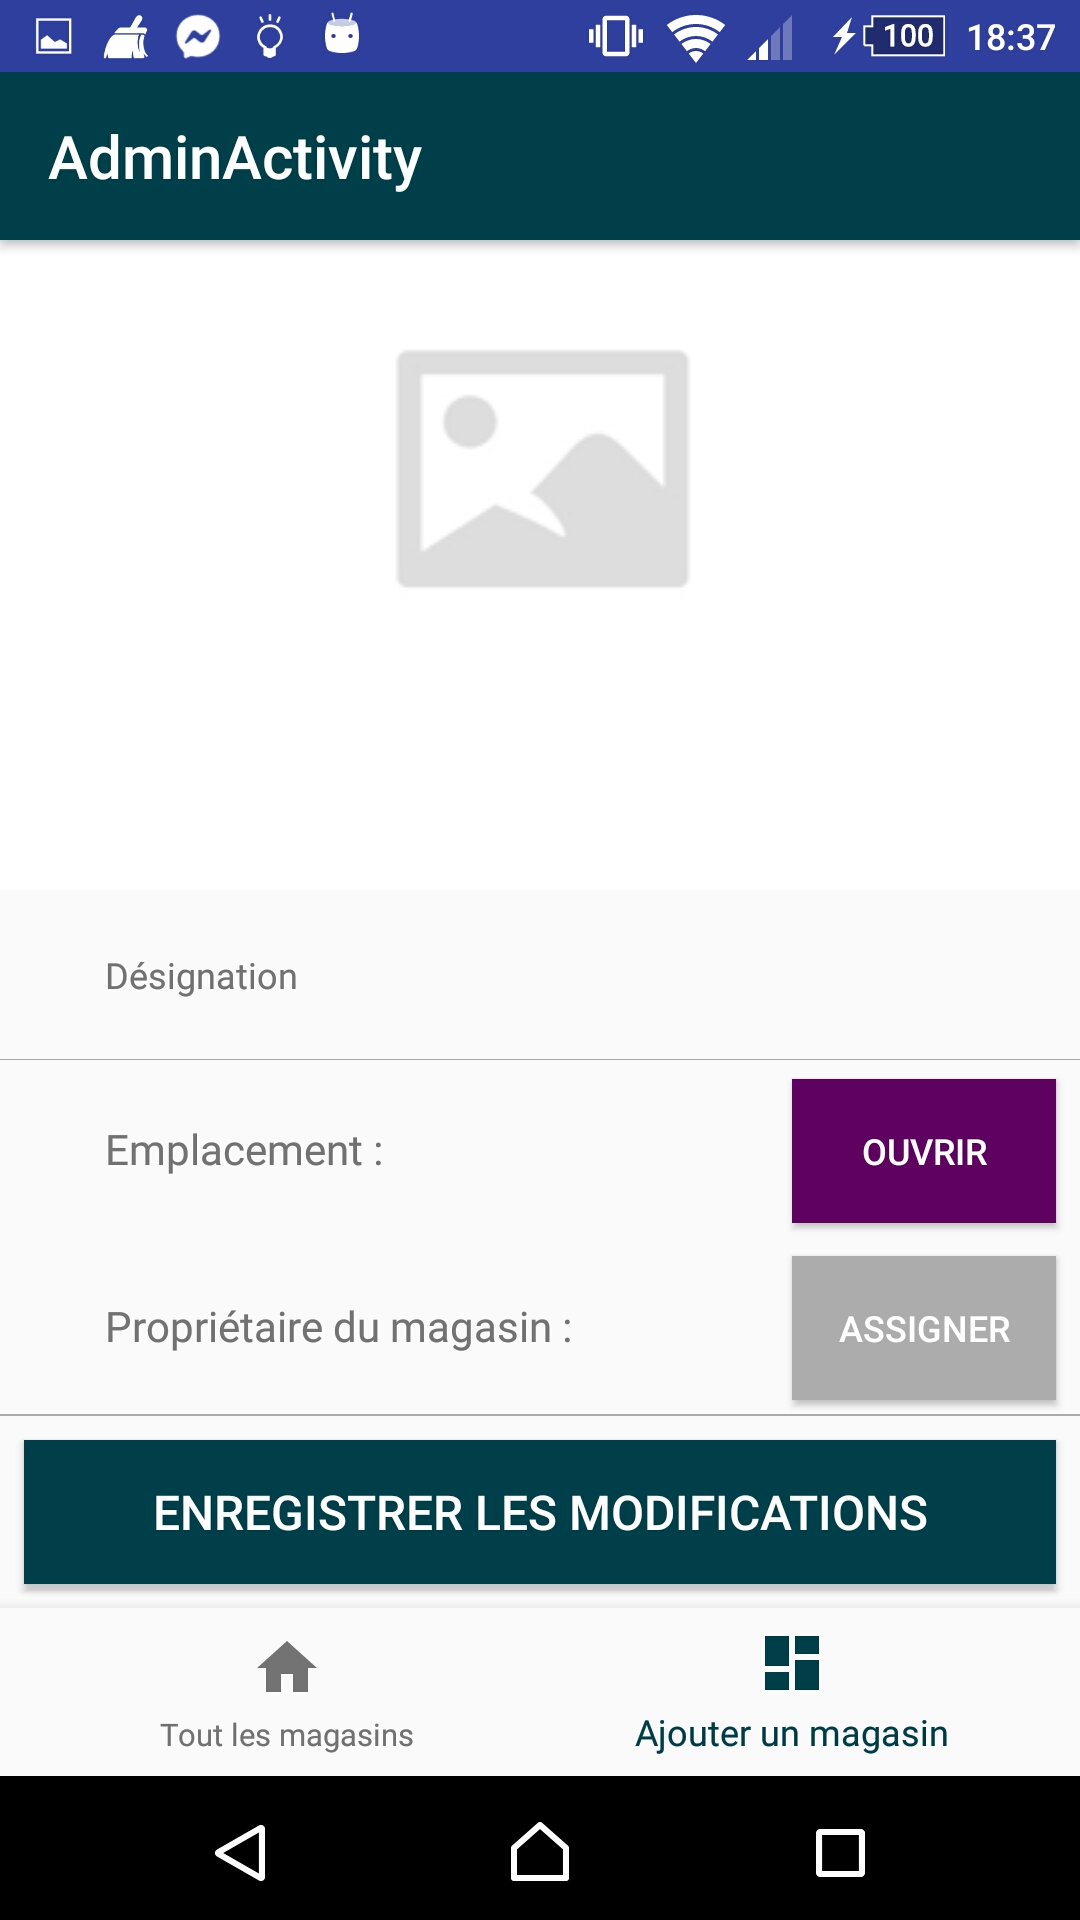 100 18:37
AdminActivity
Désignation
Emplacement :
OUVRIR
Propriétaire du magasin :
ASSIGNER
ENREGISTRER LES MODIFICATIONS
Tout les magasins
Ajouter un magasin